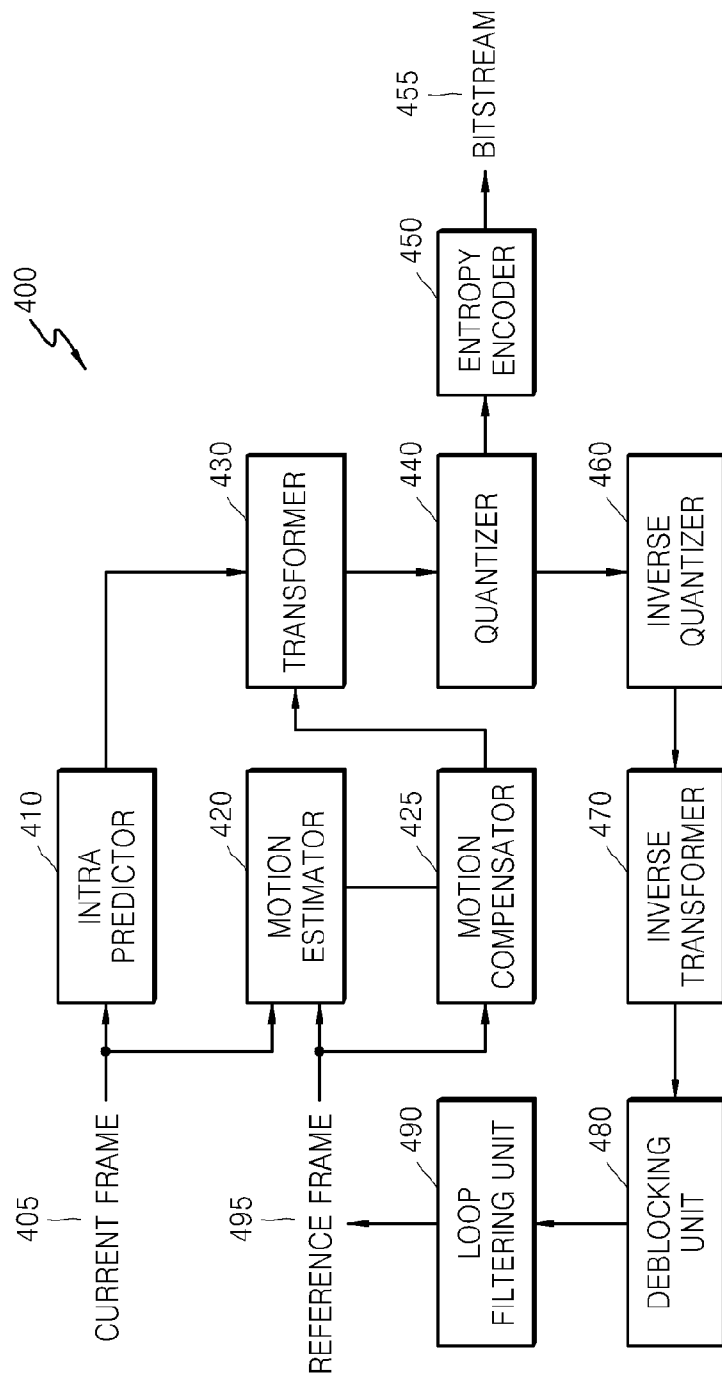 400
405
CURRENT FRAME
410
INTRA
PREDICTOR
495
REFERENCE FRAME
420
MOTION
ESTIMATOR
430
TRANSFORMER
490
LOOP
FILTERING UNIT
425
MOTION
COMPENSATOR
440
QUANTIZER
450
ENTROPY
ENCODER
455
BITSTREAM
480
DEBLOCKING
UNIT
470
INVERSE
TRANSFORMER
460
INVERSE
QUANTIZER